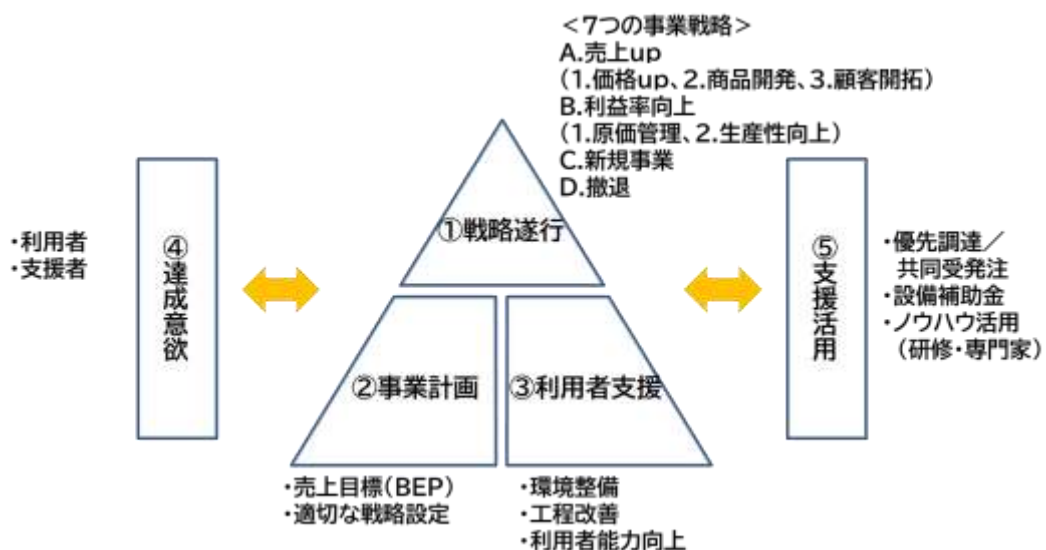 ＜7つの事業戦略＞
A.売上up
(1.価格up、2.商品開発、3.顧客開拓)
B.利益率向上
(1.原価管理、2.生産性向上)
C.新規事業
D.撤退
①戦略遂行
・利用者
・支援者
④達成意欲
⑤支援活用
・優先調達／
共同受発注
・設備補助金
・ノウハウ活用
(研修・専門家)
②事業計画
③利用者支援
・売上目標(BEP)
・適切な戦略設定
・環境整備
・工程改善
・利用者能力向上